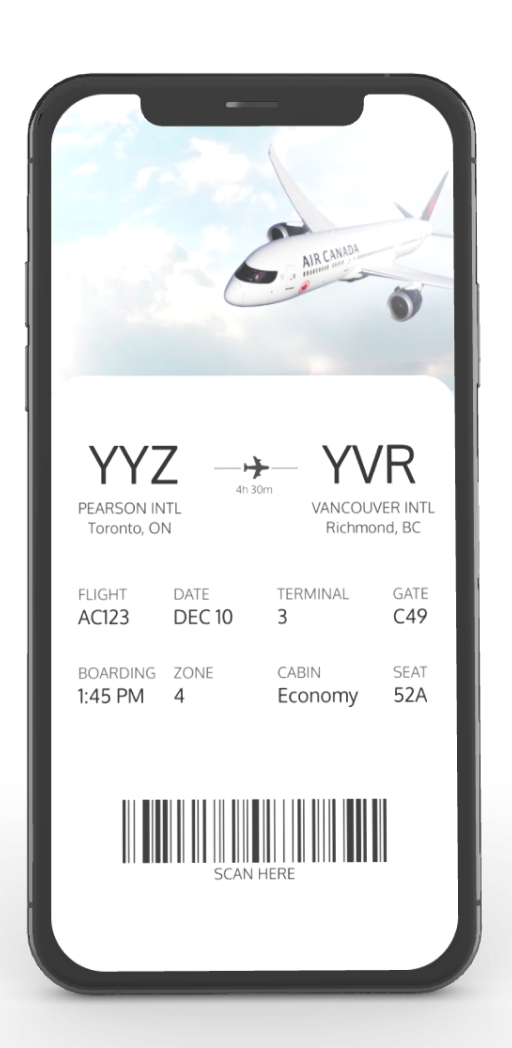 AIR CANADA
YYZ YVR
4h 30m
PEARSON INTL VANCOUVER INTL
Toronto, ON Richmond, BC
FLIGHT DATE TERMINAL GATE
AC123 DEC 10 3 C49
BOARDING ZONE CABIN SEAT
1:45 PM 4 Economy 52A
SCAN HERE